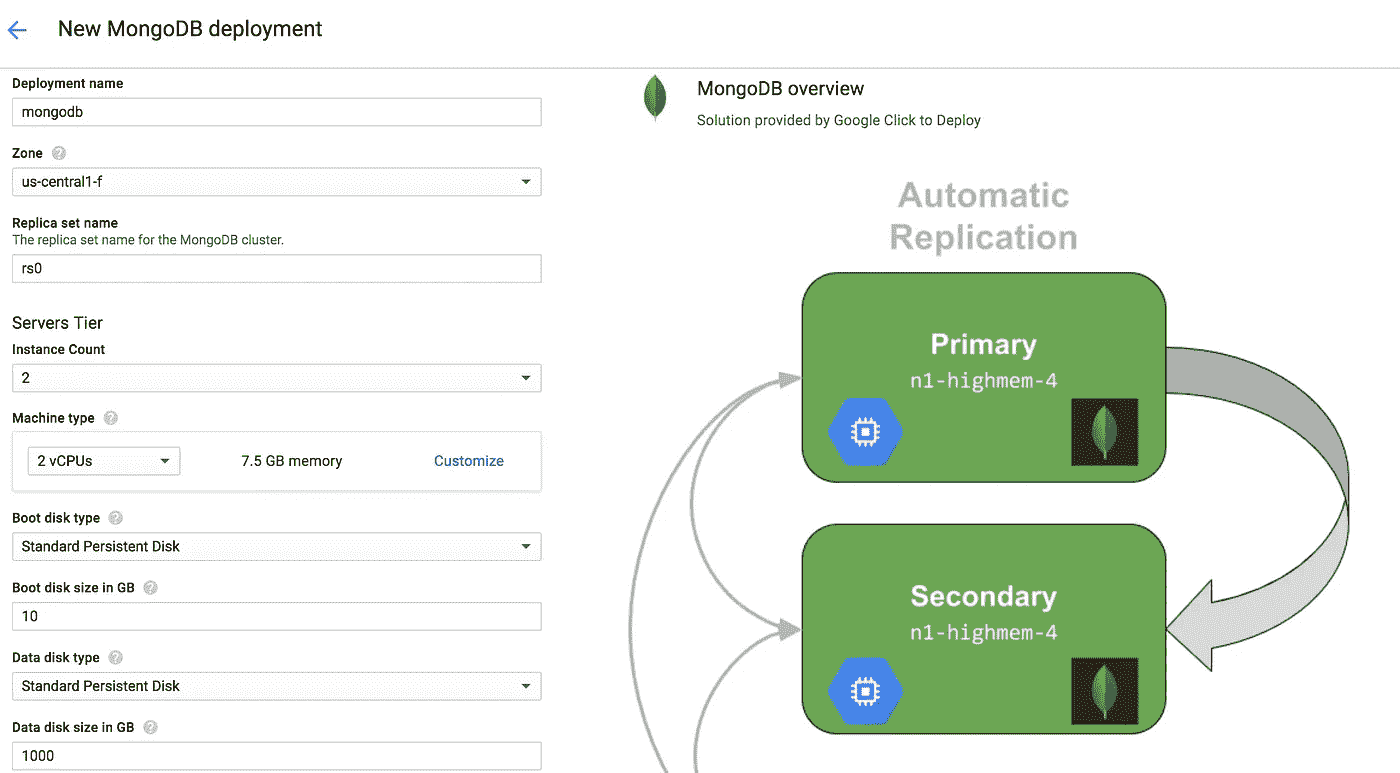 New MongoDB deployment
Deployment name
mongodb
Zone ?
us-central1-f
Replica set name
The replica set name for the MongoDB cluster.
rs0
Servers Tier
Instance Count
2
Machine type ?
2 vCPUs 7.5 GB memory Customize
Boot disk type ?
Standard Persistent Disk
Boot disk size in GB ?
10
Data disk type ?
Standard Persistent Disk
Data disk size in GB ?
1000
MongoDB overview
Solution provided by Google Click to Deploy
Automatic
Replication
Primary
n1-highmem-4
Secondary
n1-highmem-4